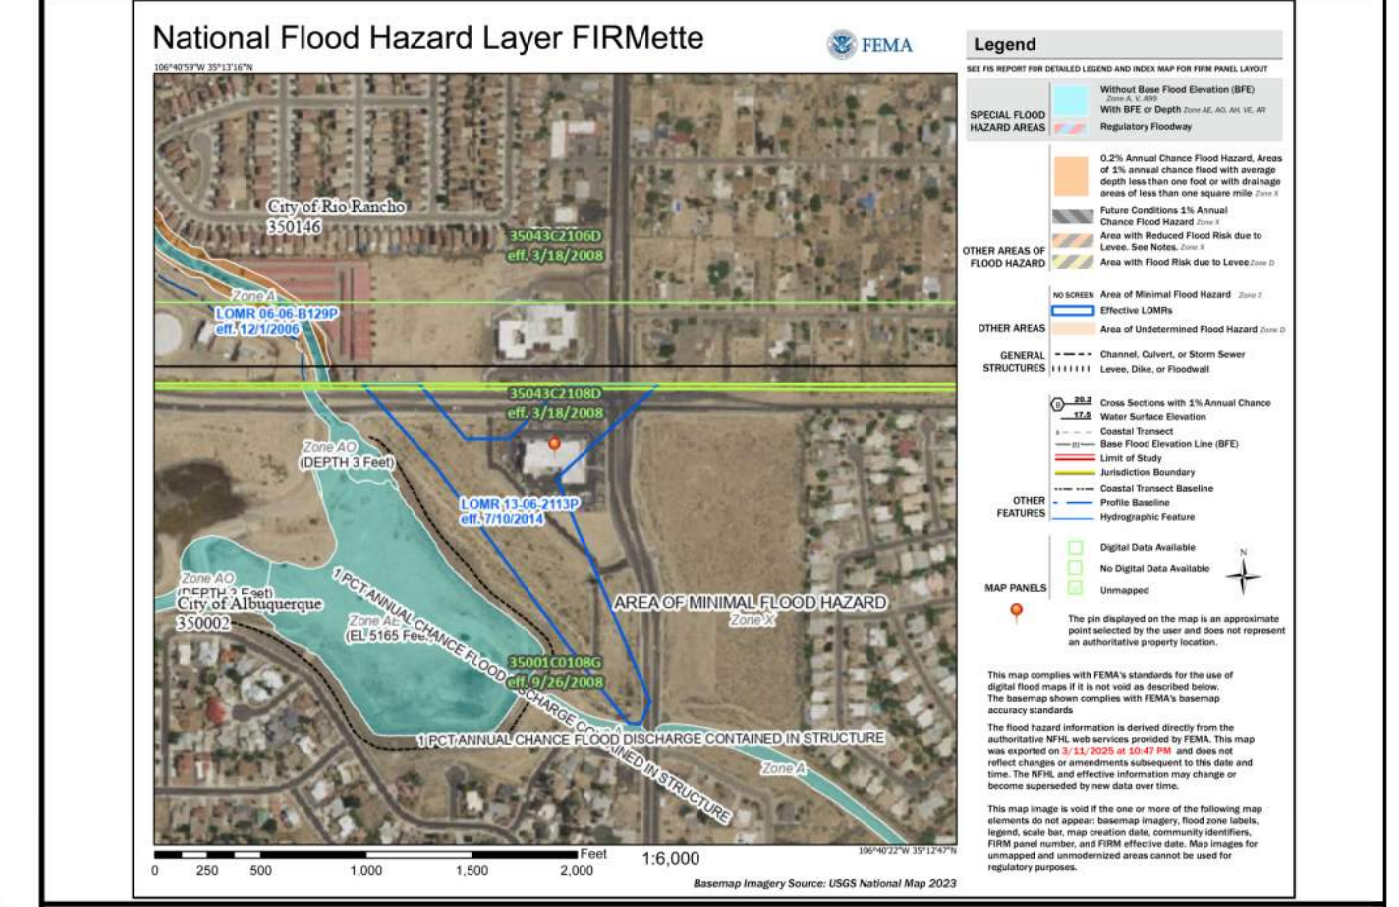 National Flood Hazard Layer FIRMette
FEMA
106°40'59"W 35°13'16"N
City of Rio Rancho
350146
35043C2106D
eff. 3/18/2008
Zone A
LOMR 06-06-B129P
eff. 12/1/2006
35043C2108D
eff. 3/18/2008
Zone AO
(DEPTH 3 Feet)
LOMR 13-06-2113P
eff. 7/10/2014
Zone AO
(DEPTH 2 Feet)
City of Albuquerque
350002
Zone AE
(EL 5165 Feet)
1 PCT ANNUAL CHANCE FLOOD DISCHARGE CONTAINED IN STRUCTURE
AREA OF MINIMAL FLOOD HAZARD
Zone X
35001C0108G
eff. 9/26/2008
1 PCT ANNUAL CHANCE FLOOD DISCHARGE CONTAINED IN STRUCTURE
Zone A
106°40'22"W 35°12'47"N
0 250 500 1,000 1,500 2,000
Feet
1:6,000
Basemap Imagery Source: USGS National Map 2023
Legend
SEE FIS REPORT FOR DETAILED LEGEND AND INDEX MAP FOR FIRM PANEL LAYOUT
SPECIAL FLOOD
HAZARD AREAS
Without Base Flood Elevation (BFE)
Zone A, V, A99
With BFE or Depth Zone AE, AO, AH, VE, AR
Regulatory Floodway
OTHER AREAS OF
FLOOD HAZARD
0.2% Annual Chance Flood Hazard, Areas
of 1% annual chance flood with average
depth less than one foot or with drainage
areas of less than one square mile Zone X
Future Conditions 1% Annual
Chance Flood Hazard Zone X
Area with Reduced Flood Risk due to
Levee. See Notes. Zone X
Area with Flood Risk due to Levee Zone D
OTHER AREAS
NO SCREEN Area of Minimal Flood Hazard Zone X
Effective LOMRs
Area of Undetermined Flood Hazard Zone D
GENERAL
STRUCTURES
Channel, Culvert, or Storm Sewer
Levee, Dike, or Floodwall
OTHER
FEATURES
B 20.2 Cross Sections with 1% Annual Chance
17.5 Water Surface Elevation
Coastal Transect
Base Flood Elevation Line (BFE)
Limit of Study
Jurisdiction Boundary
Coastal Transect Baseline
Profile Baseline
Hydrographic Feature
MAP PANELS
Digital Data Available
No Digital Data Available
Unmapped
N
The pin displayed on the map is an approximate
point selected by the user and does not represent
an authoritative property location.
This map complies with FEMA's standards for the use of
digital flood maps if it is not void as described below.
The basemap shown complies with FEMA's basemap
accuracy standards
The flood hazard information is derived directly from the
authoritative NFHL web services provided by FEMA. This map
was exported on 3/11/2025 at 10:47 PM and does not
reflect changes or amendments subsequent to this date and
time. The NFHL and effective information may change or
become superseded by new data over time.
This map image is void if the one or more of the following map
elements do not appear: basemap imagery, flood zone labels,
legend, scale bar, map creation date, community identifiers,
FIRM panel number, and FIRM effective date. Map images for
unmapped and unmodernized areas cannot be used for
regulatory purposes.